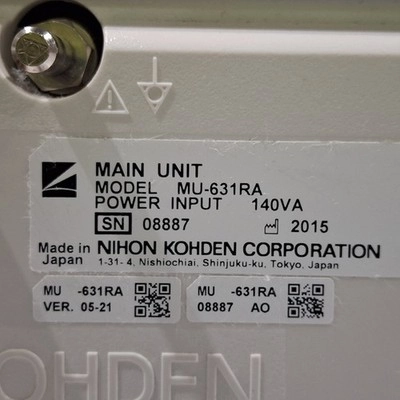 MAIN UNIT
MODEL MU-631RA
POWER INPUT 140VA
SN 08887 2015
Made in Japan NIHON KOHDEN CORPORATION
1-31-4, Nishiochiai, Shinjuku-ku, Tokyo, Japan
MU -631RA
VER. 05-21
MU -631RA
08887 AO
KOHDEN